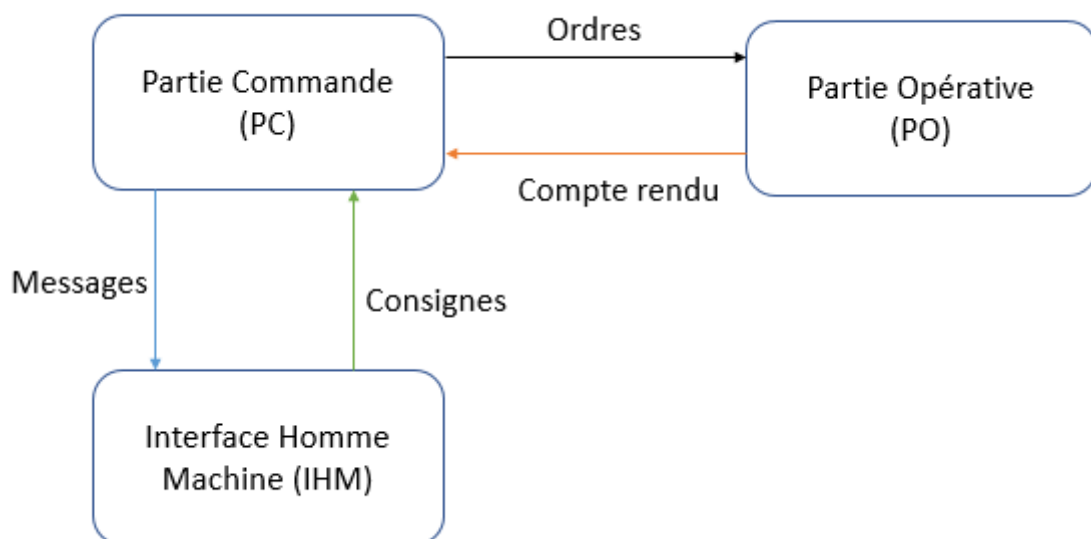 Ordres
Partie Commande
(PC)
Partie Opérative
(PO)
Compte rendu
Messages
Consignes
Interface Homme
Machine (IHM)